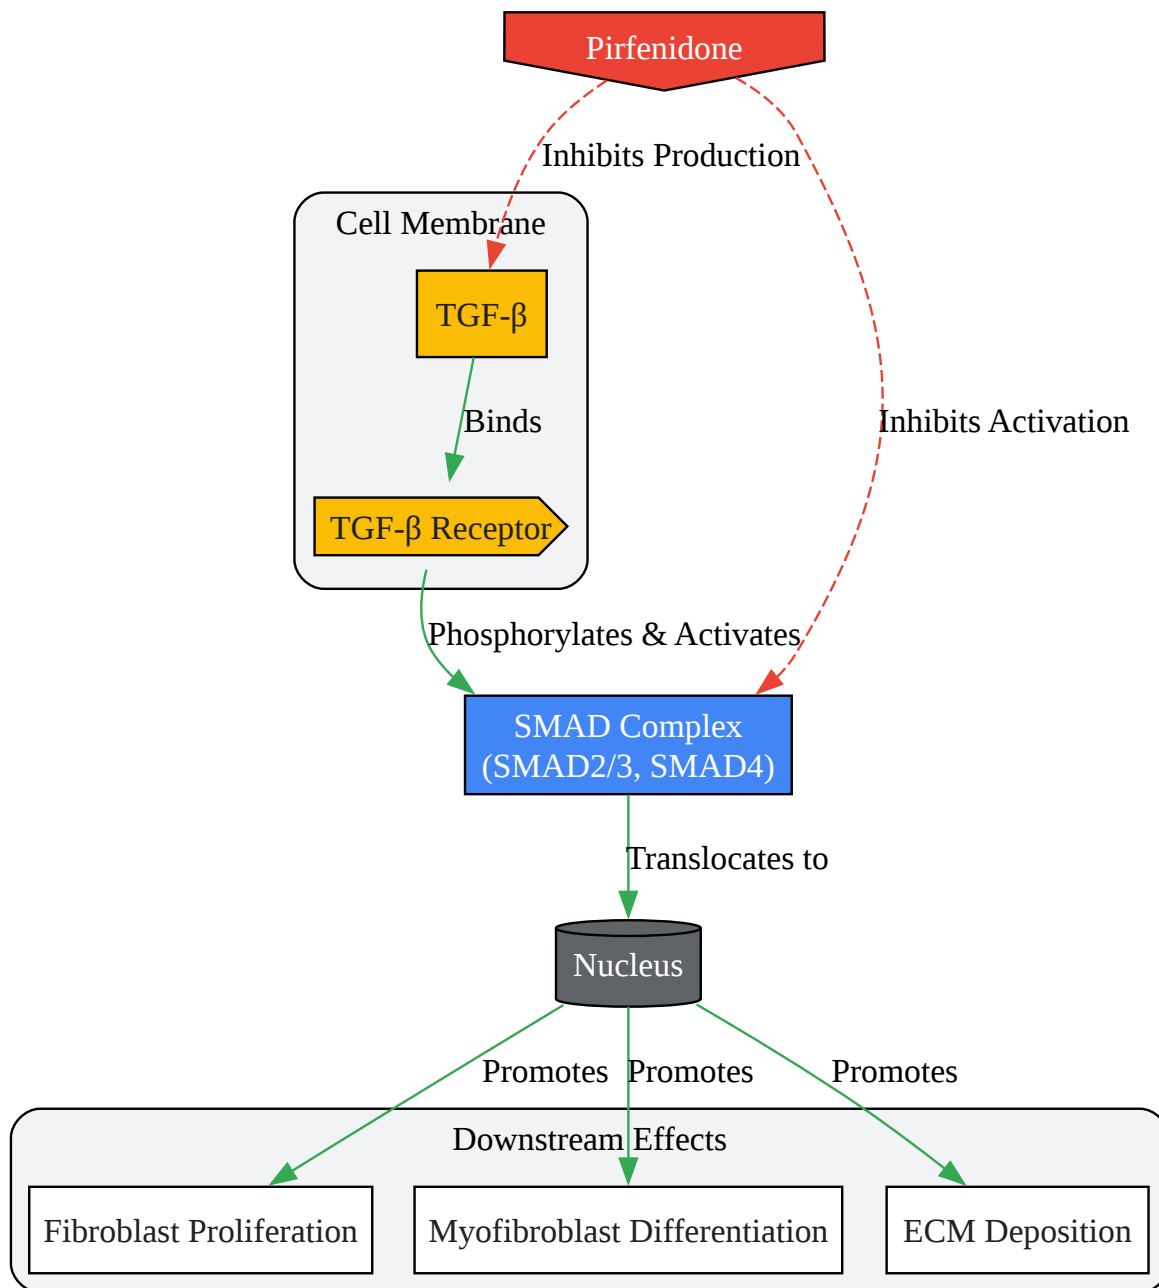 Pirfenidone
Inhibits Production
Cell Membrane
TGF-β
Binds
Inhibits Activation
TGF-β Receptor
Phosphorylates & Activates
SMAD Complex
(SMAD2/3, SMAD4)
Translocates to
Nucleus
Promotes
Promotes
Promotes
Downstream Effects
Fibroblast Proliferation
Myofibroblast Differentiation
ECM Deposition